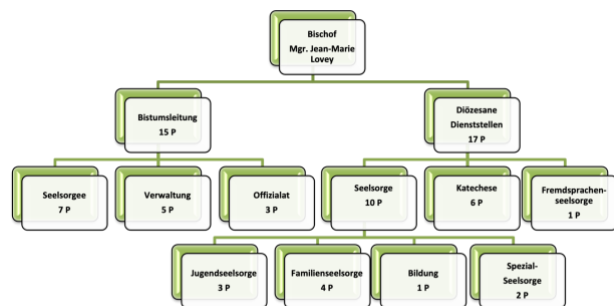 Bischof
Mgr. Jean-Marie
Lovey
Bistumsleitung
15 P
Diözesane
Dienststellen
17 P
Seelsorgee
7 P
Verwaltung
5 P
Offizialat
3 P
Seelsorge
10 P
Katechese
6 P
Fremdsprachen-
seelsorge
1 P
Jugendseelsorge
3 P
Familienseelsorge
4 P
Bildung
1 P
Spezial-
Seelsorge
2 P